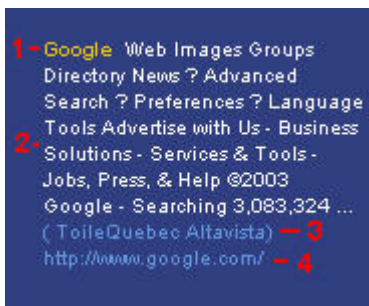 1 - Google Web Images Groups
Directory News ? Advanced
Search ? Preferences ? Language
2 - Tools Advertise with Us - Business
Solutions - Services & Tools -
Jobs, Press, & Help ©2003
Google - Searching 3,083,324 ...
( ToileQuebec Altavista) - 3
http://www.google.com/ - 4